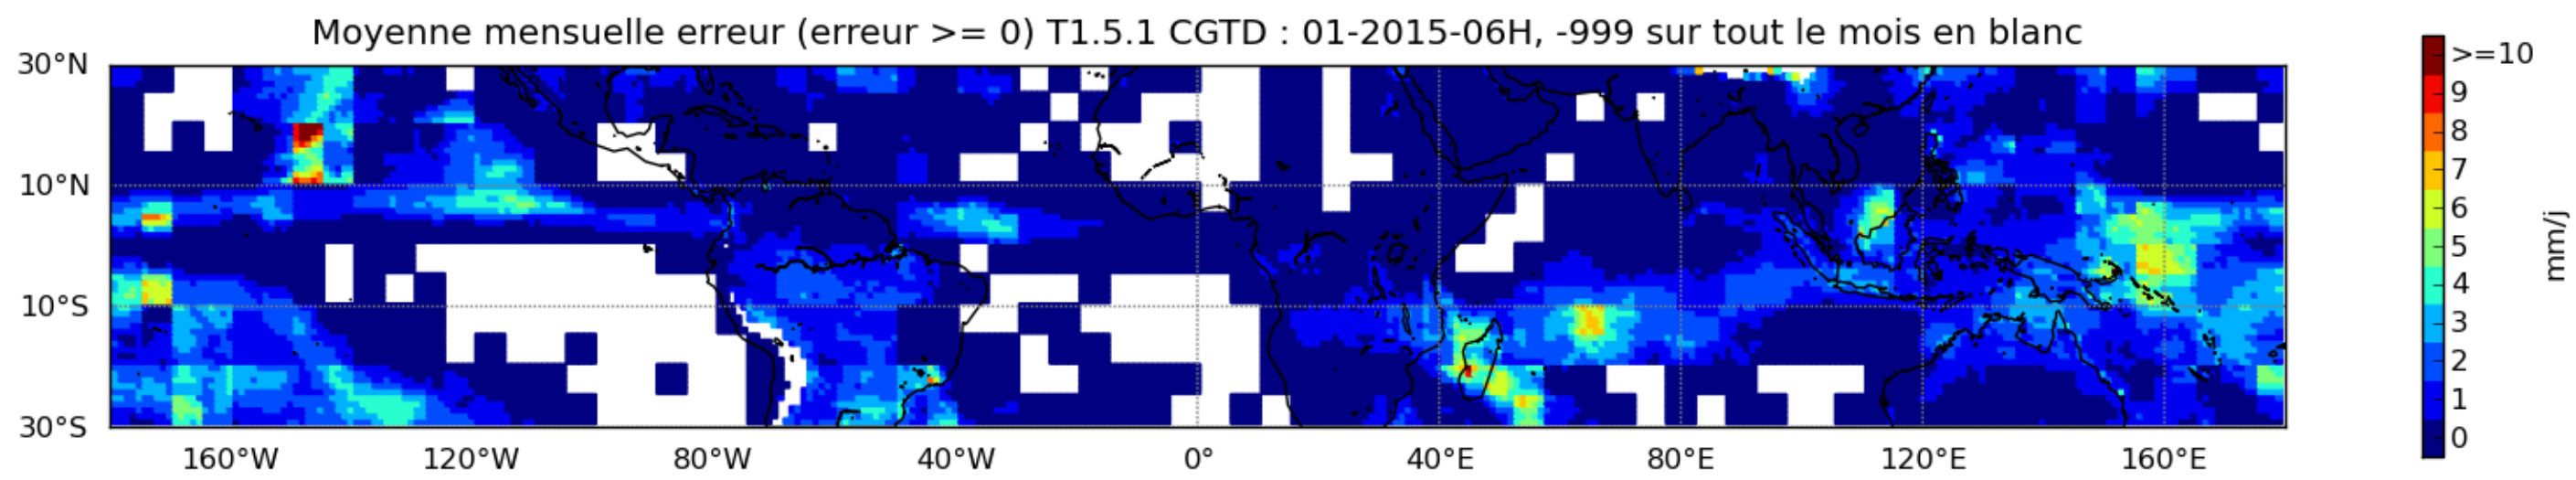 Moyenne mensuelle erreur (erreur >= 0) T1.5.1 CGTD : 01-2015-06H, -999 sur tout le mois en blanc
30°N
10°N
10°S
30°S
160°W 120°W 80°W 40°W 0° 40°E 80°E 120°E 160°E
>=10
9
8
7
6
5
4
3
2
1
0
mm/j